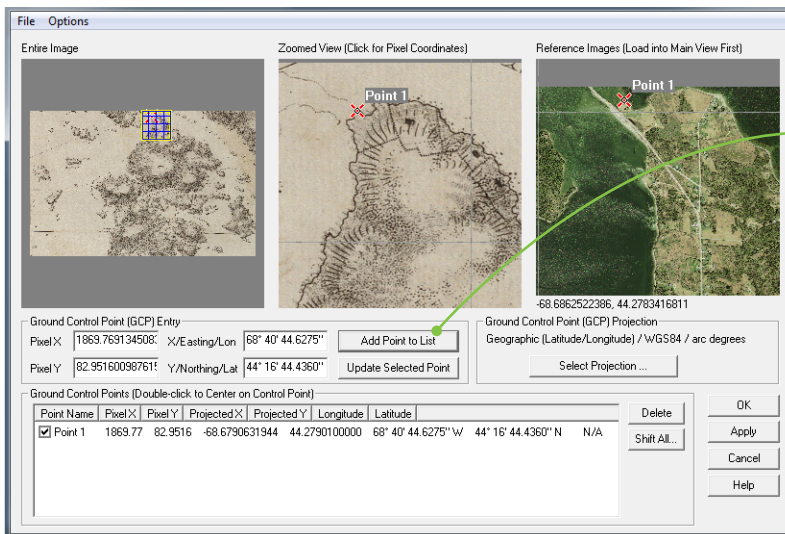 File Options
Entire Image
Zoomed View (Click for Pixel Coordinates)
Reference Images (Load into Main View First)
Point 1
Point 1
-68.6862522386, 44.2783416811
Ground Control Point (GCP) Entry
Pixel X 1869.7691345083 X/Easting/Lon 68° 40' 44.6275" Add Point to List
Pixel Y 82.951600987615 Y/Northing/Lat 44° 16' 44.4360" Update Selected Point
Ground Control Point (GCP) Projection
Geographic (Latitude/Longitude) / WGS84 / arc degrees
Select Projection ...
Ground Control Points (Double-click to Center on Control Point)
Point Name Pixel X Pixel Y Projected X Projected Y Longitude Latitude
Point 1 1869.77 82.9516 -68.6790631944 44.2790100000 68° 40' 44.6275" W 44° 16' 44.4360" N N/A
Delete
Shift All...
OK
Apply
Cancel
Help